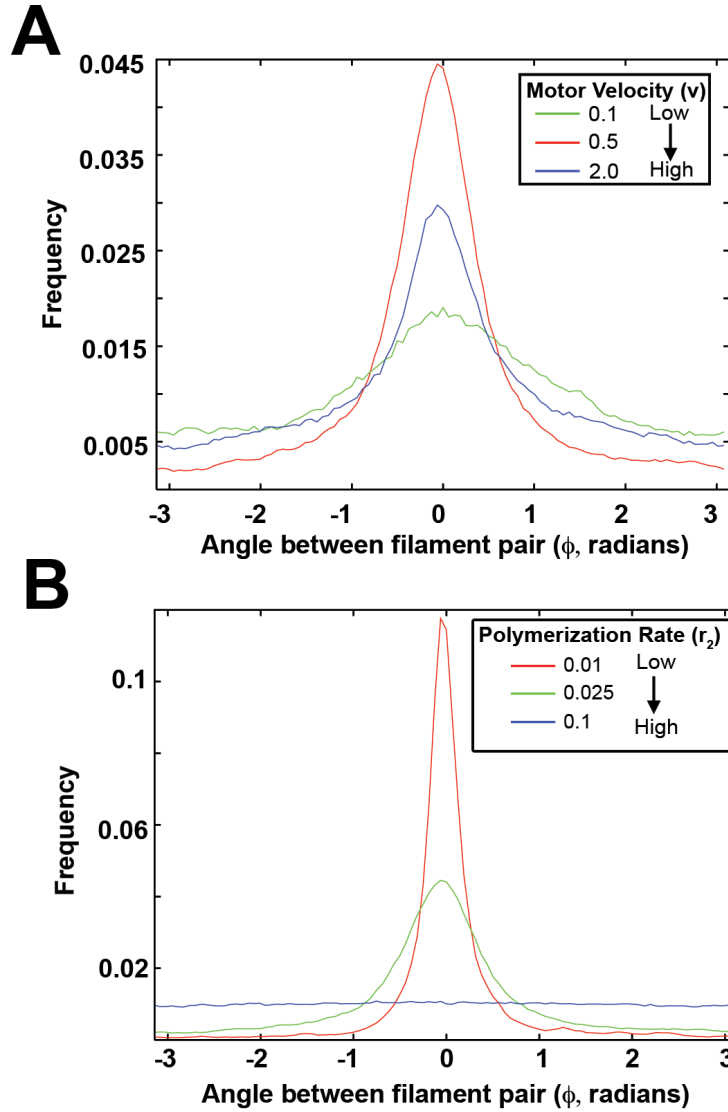 A
0.045
0.035
0.025
0.015
0.005
Frequency
Motor Velocity (v)
0.1 Low
0.5
2.0 High
-3 -2 -1 0 1 2 3
Angle between filament pair (ϕ, radians)
B
0.1
0.06
0.02
Frequency
Polymerization Rate (r₂)
0.01 Low
0.025
0.1 High
-3 -2 -1 0 1 2 3
Angle between filament pair (ϕ, radians)